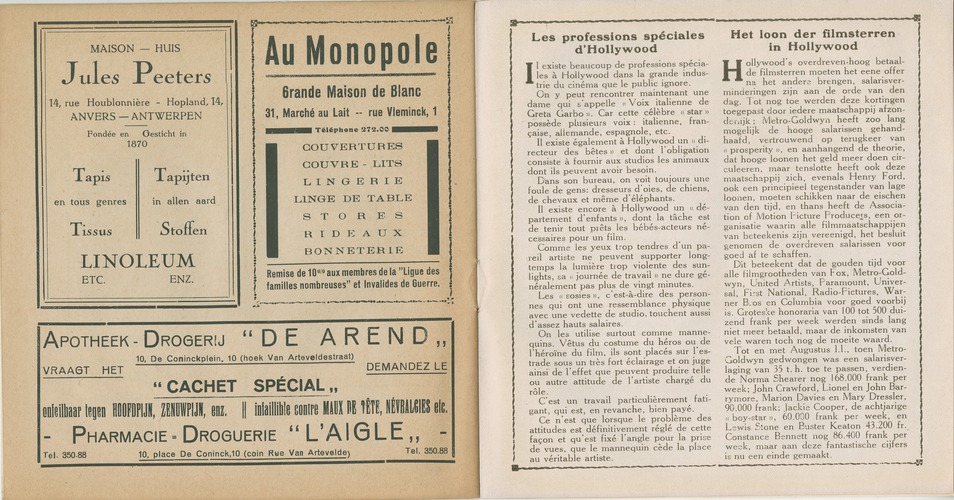 MAISON — HUIS
Jules Peeters
14, rue Houblonnière - Hopland, 14,
ANVERS — ANTWERPEN
Fondée en Gesticht in
1870
Tapis Tapijten
en tous genres in allen aard
Tissus Stoffen
LINOLEUM
ETC. ENZ.
Au Monopole
Grande Maison de Blanc
31, Marché au Lait -- rue Vleminck, 1
Téléphone 272.00
COUVERTURES
COUVRE - LITS
LINGERIE
LINGE DE TABLE
STORES
RIDEAUX
BONNETERIE
Remise de 10% aux membres de la "Ligue des
familles nombreuses" et Invalides de Guerre.
APOTHEEK - DROGERIJ "DE AREND„
10, De Coninckplein, 10 (hoek Van Arteveldestraat)
VRAAGT HET DEMANDEZ LE
"CACHET SPÉCIAL„
onfeilbaar tegen HOOFDPIJN, ZENUWPIJN, enz. infaillible contre MAUX DE TÊTE, NÉVRALGIES etc.
- PHARMACIE - DROGUERIE "L'AIGLE„ -
Tel. 350.88 10, place De Coninck,10 (coin Rue Van Artevelde) Tel. 350.88
Les professions spéciales
d'Hollywood
Il existe beaucoup de professions spécia-
les à Hollywood dans la grande indus-
trie du cinéma que le public ignore.
On y peut rencontrer maintenant une
dame qui s'appelle « Voix italienne de
Greta Garbo ». Car cette célèbre « star »
possède plusieurs voix : italienne, fran-
çaise, allemande, espagnole, etc.
Il existe également à Hollywood un « di-
recteur des bêtes » et dont l'obligation
consiste à fournir aux studios les animaux
dont ils peuvent avoir besoin.
Dans son bureau, on voit toujours une
foule de gens: dresseurs d'oies, de chiens,
de chevaux et même d'éléphants.
Il existe encore à Hollywood un « dé-
partement d'enfants », dont la tâche est
de tenir tout prêts les bébés-acteurs né-
cessaires pour un film.
Comme les yeux trop tendres d'un pa-
reil artiste ne peuvent supporter long-
temps la lumière trop violente des sun-
lights, sa « journée de travail » ne dure gé-
néralement pas plus de vingt minutes.
Les « sosies », c'est-à-dire des person-
nes qui ont une ressemblance physique
avec une vedette de studio, touchent aussi
d'assez hauts salaires.
On les utilise surtout comme manne-
quins. Vêtus du costume du héros ou de
l'héroïne du film, ils sont placés sur l'es-
trade sous un très fort éclairage et on juge
ainsi de l'effet que peuvent produire telle
ou autre attitude de l'artiste chargé du
rôle.
C'est un travail particulièrement fati-
gant, qui est, en revanche, bien payé.
Ce n'est que lorsque le problème des
attitudes est définitivement réglé de cette
façon et qu'est fixé l'angle pour la prise
de vues, que le mannequin cède la place
au véritable artiste.
Het loon der filmsterren
in Hollywood
Hollywood's overdreven-hoog betaal-
de filmsterren moeten het eene offer
na het andere brengen, salarisver-
minderingen zijn aan de orde van den
dag. Tot nog toe werden deze kortingen
toegepast door iedere maatschappij afzon-
derlijk; Metro-Goldwyn heeft zoo lang
mogelijk de hooge salarissen gehand-
haafd, vertrouwend op terugkeer van
« prosperity », en aanhangend de theorie,
dat hooge loonen het geld meer doen cir-
culeeren, maar tenslotte heeft ook deze
maatschappij zich, evenals Henry Ford,
ook een principieel tegenstander van lage
loonen, moeten schikken naar de eischen
van den tijd, en thans heeft de Associa-
tion of Motion Picture Producers, een or-
ganisatie waarin alle filmmaatschappijen
van beteekenis zijn vereenigd, het besluit
genomen de overdreven salarissen voor
goed af te schaffen.
Dit beteekent dat de gouden tijd voor
alle filmgrootheden van Fox, Metro-Gold-
wyn, United Artists, Paramount, Univer-
sal, First National, Radio-Fictures, War-
ner Bros en Columbia voor goed voorbij
is. Groteske honoraria van 100 tot 500 dui-
zend frank per week werden sinds lang
niet meer betaald, maar de inkomsten van
vele waren toch nog de moeite waard.
Tot en met Augustus l.l., toen Metro-
Goldwyn gedwongen was een salarisver-
laging van 35 t. h. toe te passen, verdien-
de Norma Shearer nog 168.000 frank per
week; John Crawford, Lionel en John Bar-
rymore, Marion Davies en Mary Dressler,
90.000 frank; Jackie Cooper, de achtjarige
« boy-star », 60.000 frank per week, en
Lewis Stone en Buster Keaton 43.200 fr.
Constance Bennett nog 86.400 frank per
week, maar aan deze fantastische cijfers
is nu een einde gemaakt.